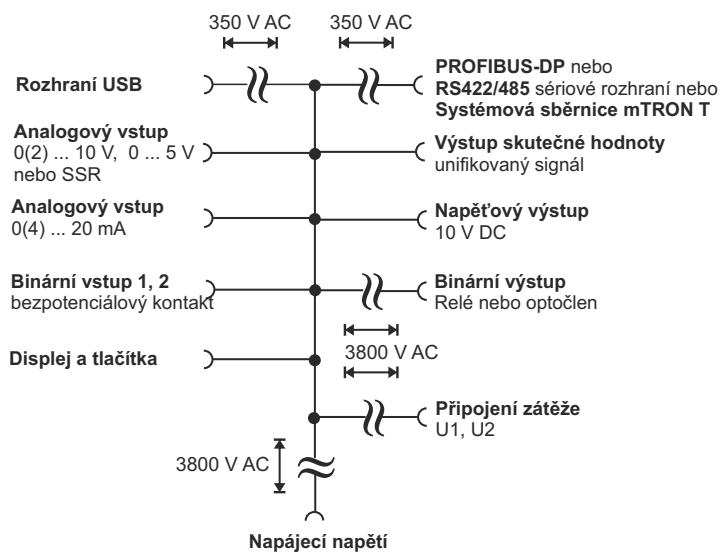 350 V AC
350 V AC
Rozhraní USB
PROFIBUS-DP nebo
RS422/485 sériové rozhraní nebo
Systémová sběrnice mTRON T
Analogový vstup
0(2) ... 10 V, 0 ... 5 V
nebo SSR
Výstup skutečné hodnoty
unifikovaný signál
Analogový vstup
0(4) ... 20 mA
Napěťový výstup
10 V DC
Binární vstup 1, 2
bezpotenciálový kontakt
Binární výstup
Relé nebo optočlen
Displej a tlačítka
3800 V AC
Připojení zátěže
U1, U2
3800 V AC
Napájecí napětí